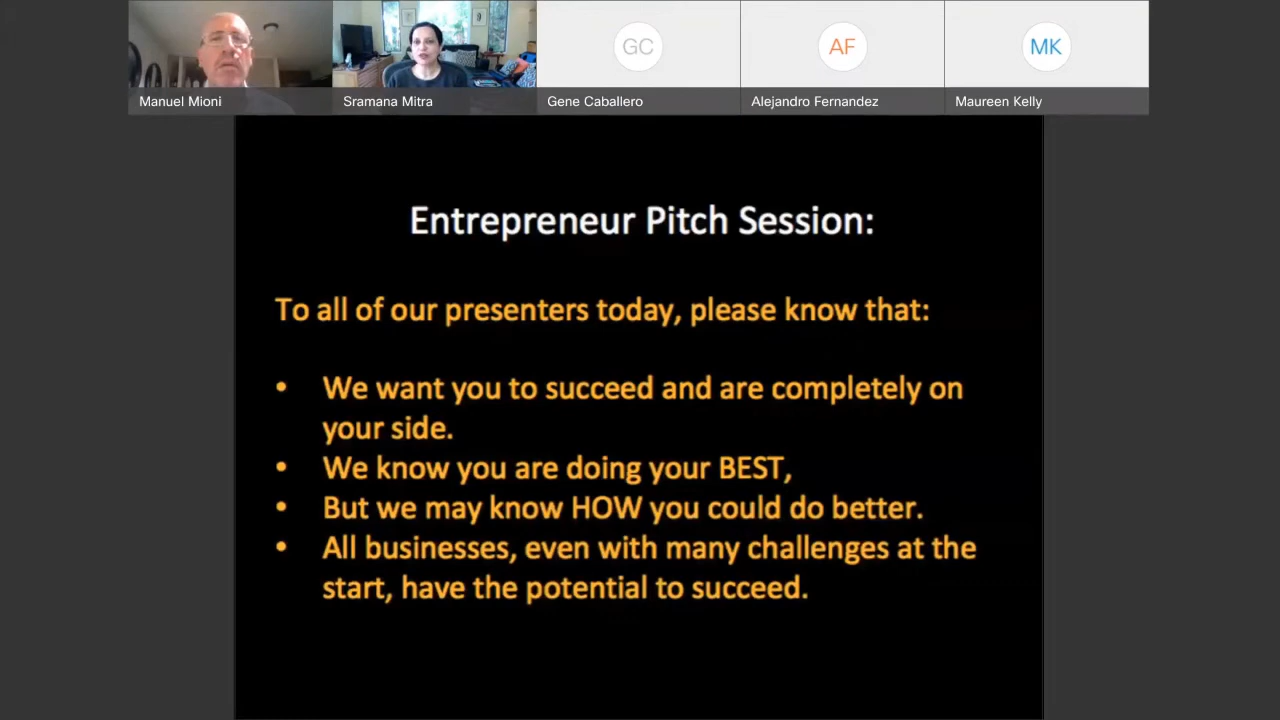 GC
AF
MK
Manuel Mioni
Sramana Mitra
Gene Caballero
Alejandro Fernandez
Maureen Kelly
Entrepreneur Pitch Session:
To all of our presenters today, please know that:
• We want you to succeed and are completely on
your side.
• We know you are doing your BEST,
• But we may know HOW you could do better.
• All businesses, even with many challenges at the
start, have the potential to succeed.